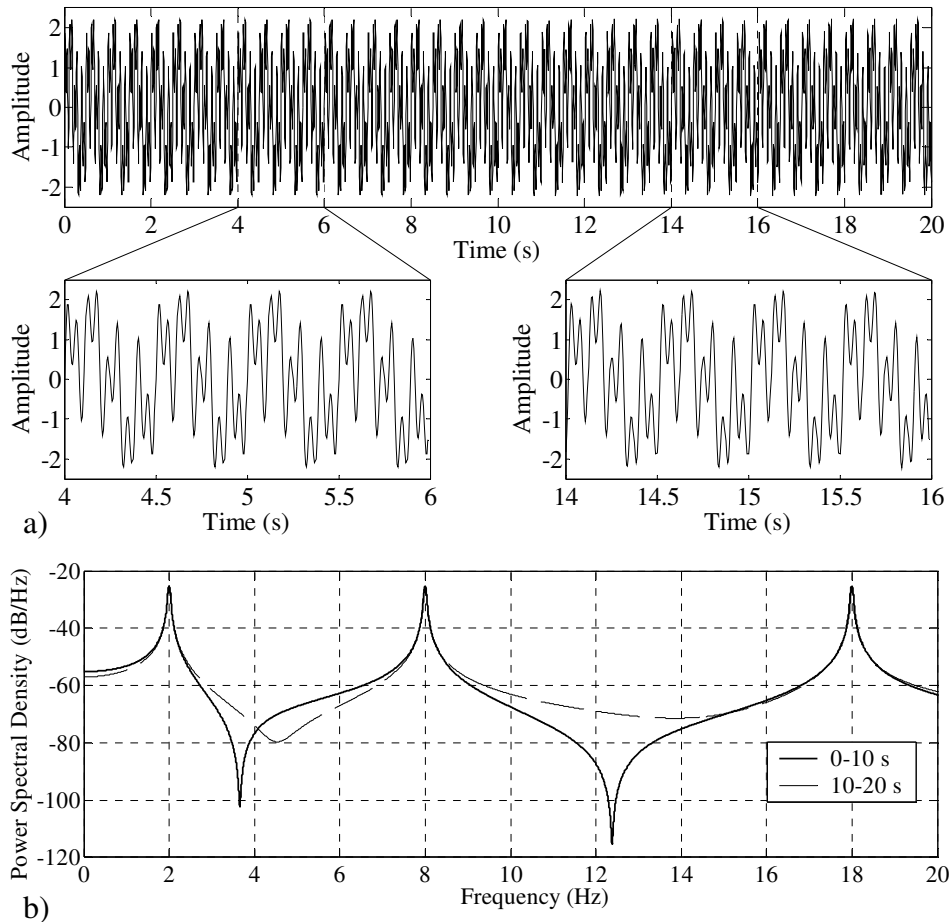 2
1
0
-1
-2
Amplitude
0 2 4 6 8 10 12 14 16 18 20
Time (s)
2
1
0
-1
-2
Amplitude
4 4.5 5 5.5 6
Time (s)
2
1
0
-1
-2
Amplitude
14 14.5 15 15.5 16
Time (s)
a)
-20
-40
-60
-80
-100
-120
Power Spectral Density (dB/Hz)
0-10 s
10-20 s
0 2 4 6 8 10 12 14 16 18 20
Frequency (Hz)
b)